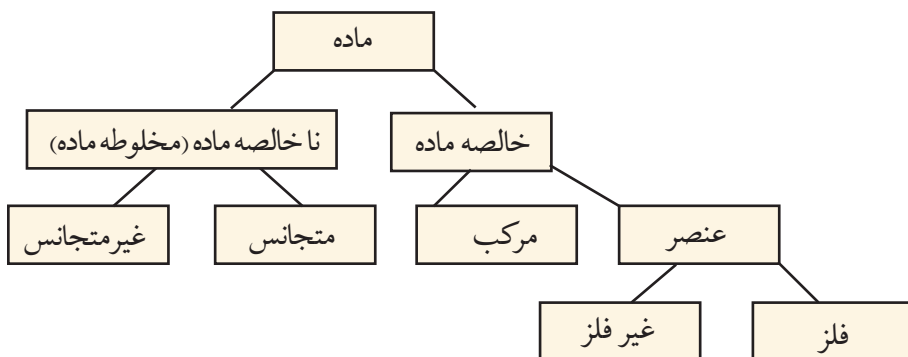 ماده
خالصه ماده
نا خالصه ماده (مخلوطه ماده)
عنصر
مرکب
متجانس
غیرمتجانس
فلز
غیر فلز